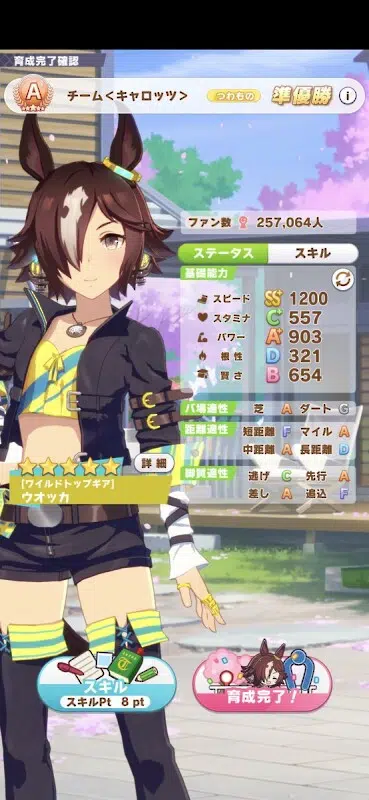 育成完了確認
A チーム<キャロッツ> つわもの 準優勝 i
ファン数 257,064人
ステータス スキル
基礎能力
スピード SS+ 1200
スタミナ C 557
パワー A+ 903
根性 D 321
賢さ B 654
バ場適性 芝 A ダート G
距離適性 短距離 F マイル A
中距離 A 長距離 D
脚質適性 逃げ C 先行 A
差し A 追込 F
詳細
[ワイルドトップギア]
ウオッカ
スキル
スキルPt 8 pt
育成完了!